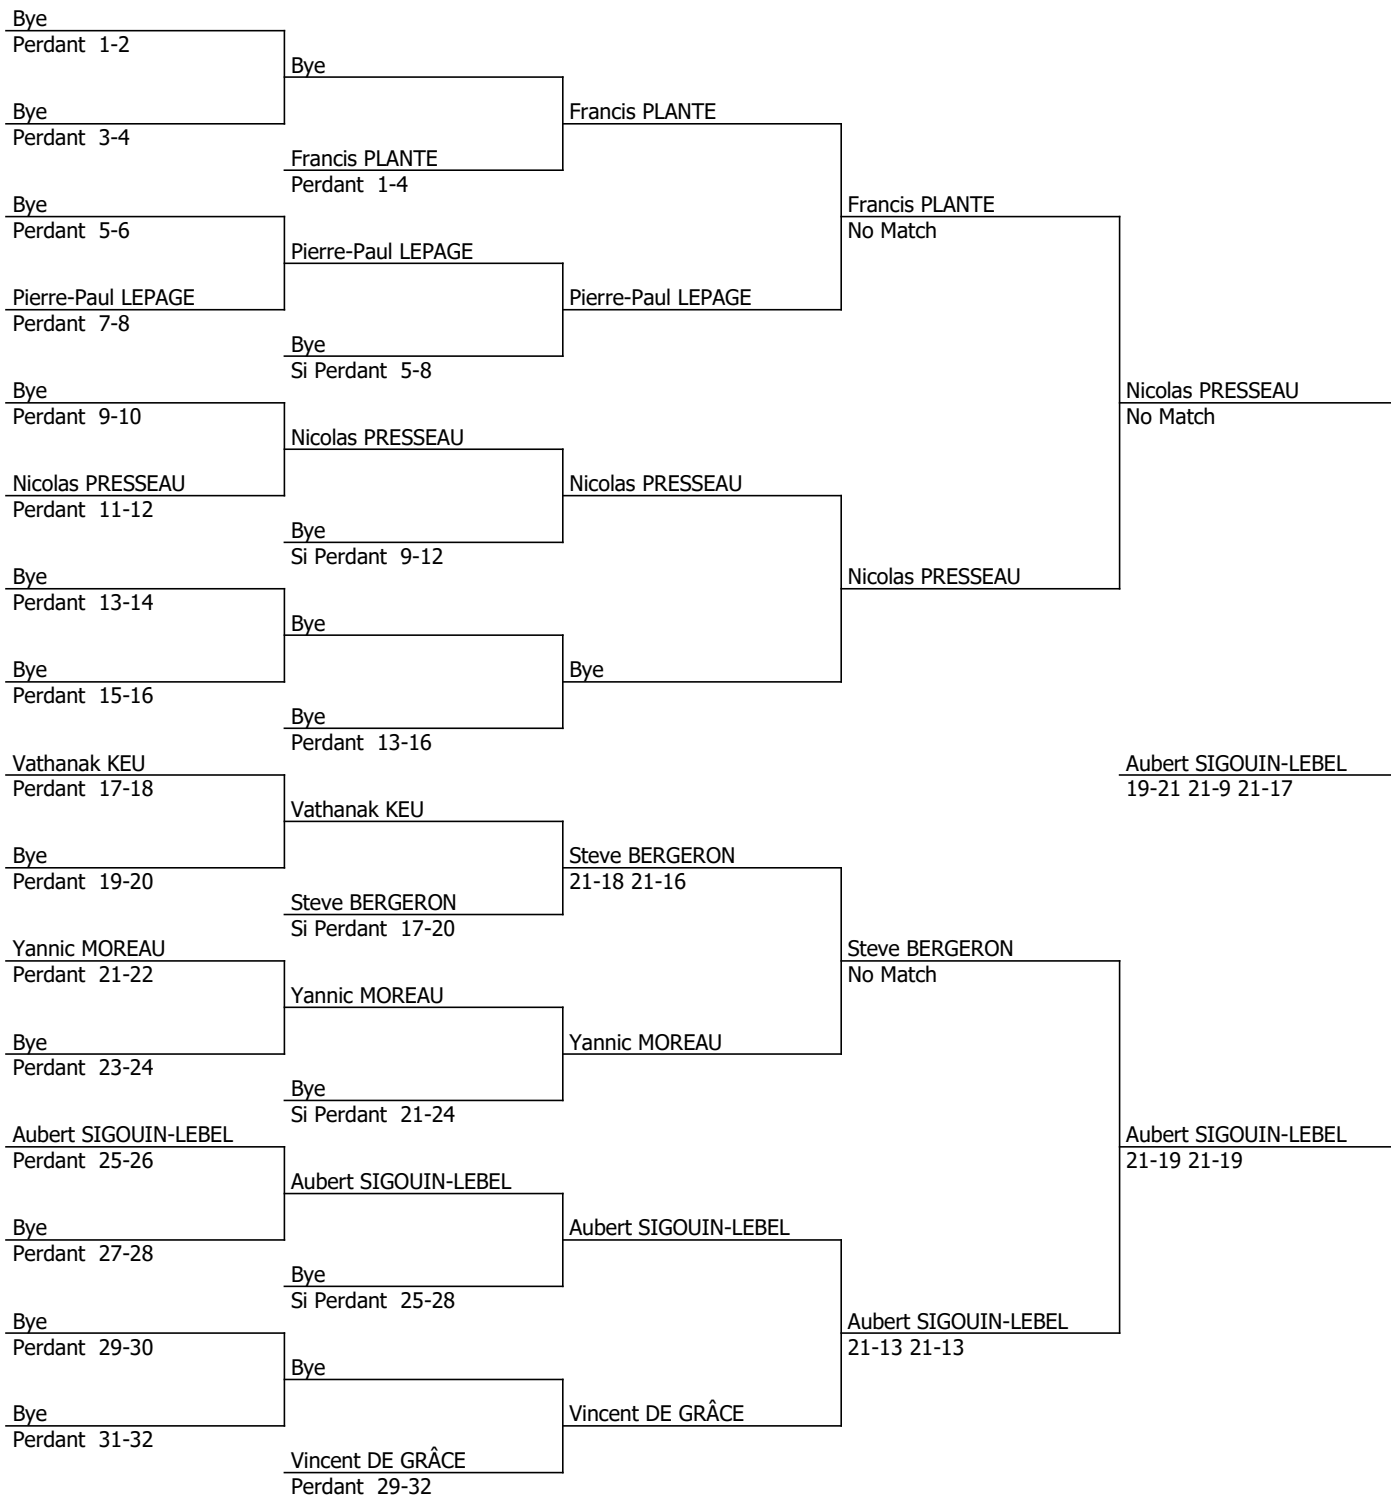 Bye
Perdant 1-2
Bye
Bye
Perdant 3-4
Francis PLANTE
Francis PLANTE
Perdant 1-4
Bye
Perdant 5-6
Francis PLANTE
No Match
Pierre-Paul LEPAGE
Pierre-Paul LEPAGE
Perdant 7-8
Pierre-Paul LEPAGE
Bye
Si Perdant 5-8
Bye
Perdant 9-10
Nicolas PRESSEAU
No Match
Nicolas PRESSEAU
Nicolas PRESSEAU
Perdant 11-12
Nicolas PRESSEAU
Bye
Si Perdant 9-12
Bye
Perdant 13-14
Nicolas PRESSEAU
Bye
Bye
Perdant 15-16
Bye
Bye
Perdant 13-16
Vathanak KEU
Perdant 17-18
Aubert SIGOUIN-LEBEL
19-21 21-9 21-17
Vathanak KEU
Bye
Perdant 19-20
Steve BERGERON
21-18 21-16
Steve BERGERON
Si Perdant 17-20
Yannic MOREAU
Perdant 21-22
Steve BERGERON
No Match
Yannic MOREAU
Bye
Perdant 23-24
Yannic MOREAU
Bye
Si Perdant 21-24
Aubert SIGOUIN-LEBEL
Perdant 25-26
Aubert SIGOUIN-LEBEL
21-19 21-19
Aubert SIGOUIN-LEBEL
Bye
Perdant 27-28
Aubert SIGOUIN-LEBEL
Bye
Si Perdant 25-28
Bye
Perdant 29-30
Aubert SIGOUIN-LEBEL
21-13 21-13
Bye
Bye
Perdant 31-32
Vincent DE GRÂCE
Vincent DE GRÂCE
Perdant 29-32